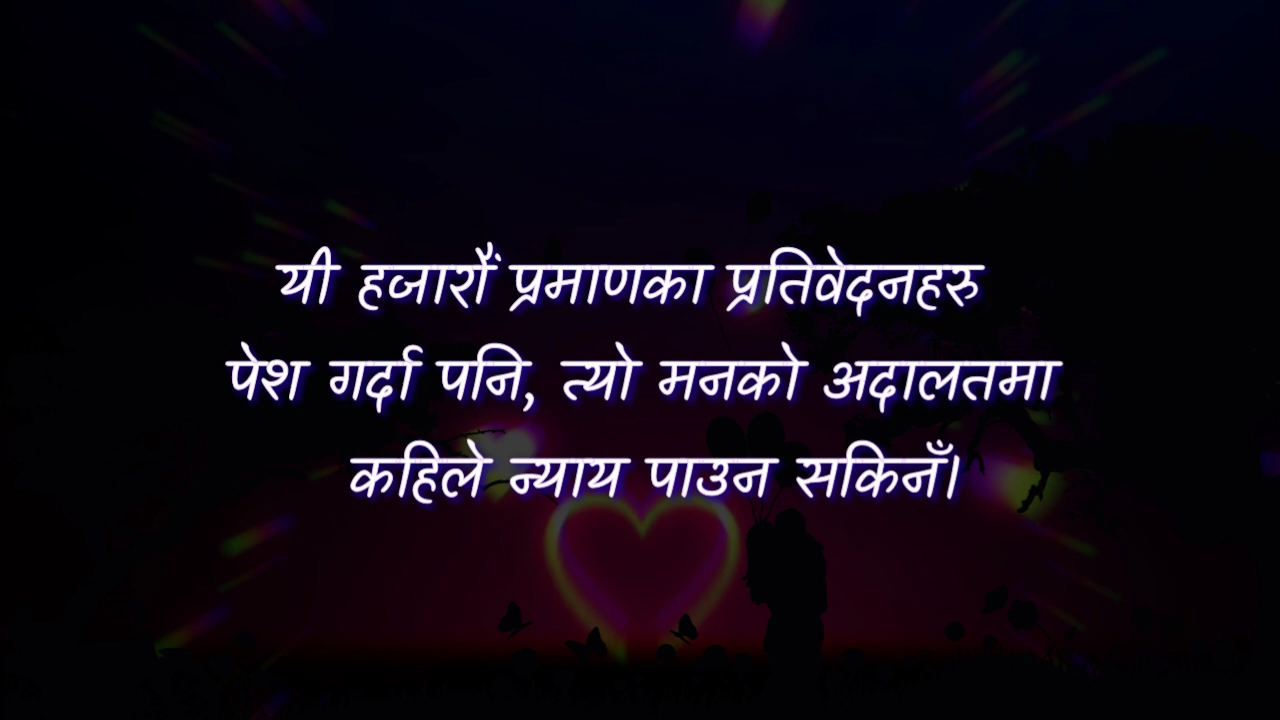 यी हजारौं प्रमाणका प्रतिवेदनहरु
पेश गर्दा पनि, त्यो मनको अदालतमा
कहिले न्याय पाउन सकिनँ।